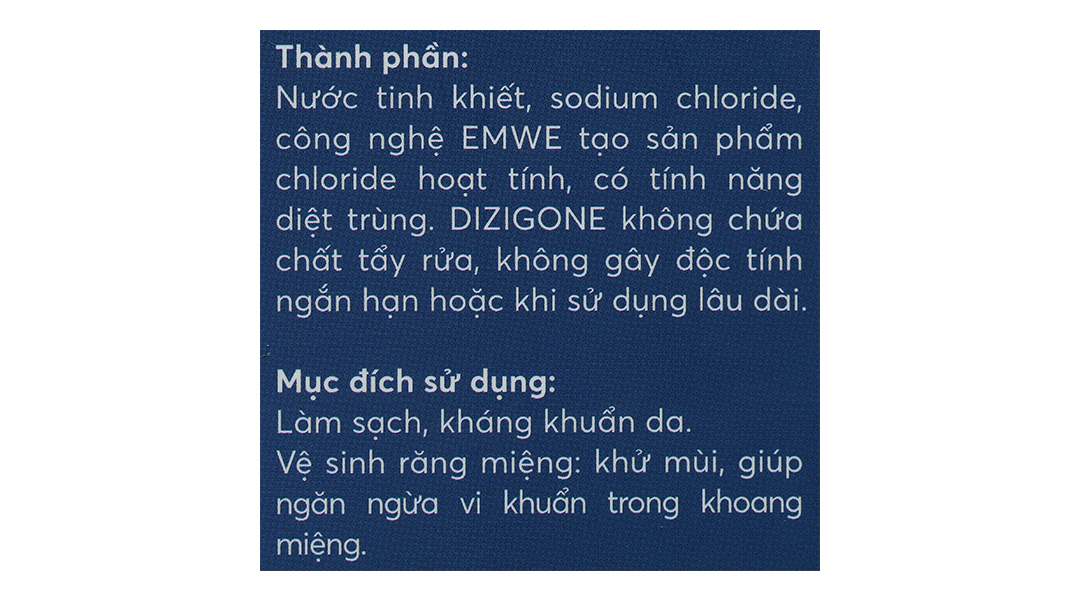 Thành phần:
Nước tinh khiết, sodium chloride,
công nghệ EMWE tạo sản phẩm
chloride hoạt tính, có tính năng
diệt trùng. DIZIGONE không chứa
chất tẩy rửa, không gây độc tính
ngắn hạn hoặc khi sử dụng lâu dài.
Mục đích sử dụng:
Làm sạch, kháng khuẩn da.
Vệ sinh răng miệng: khử mùi, giúp
ngăn ngừa vi khuẩn trong khoang
miệng.